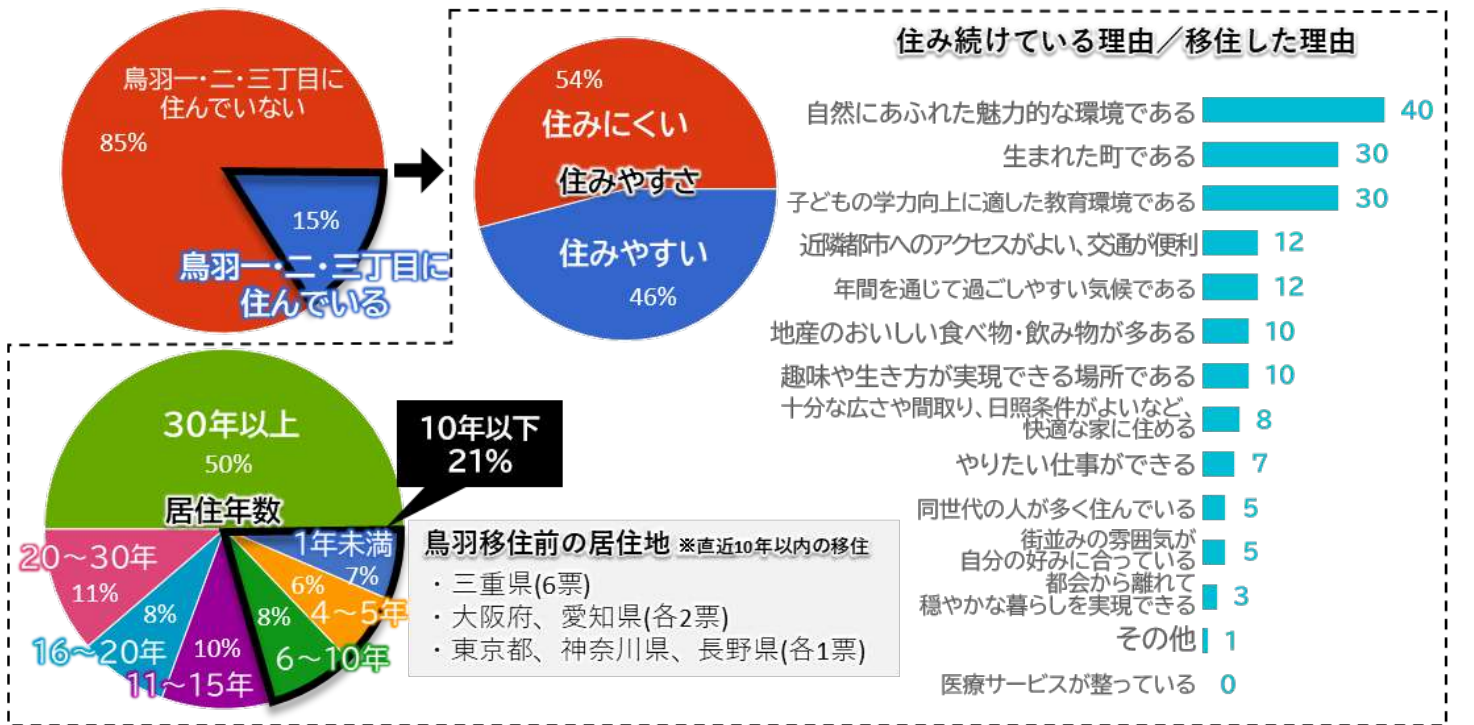 鳥羽一・二・三丁目に
住んでいない
85%
15%
鳥羽一・二・三丁目に
住んでいる
54%
住みにくい
住みやすさ
住みやすい
46%
住み続けている理由／移住した理由
自然にあふれた魅力的な環境である 40
生まれた町である 30
子どもの学力向上に適した教育環境である 30
近隣都市へのアクセスがよい、交通が便利 12
年間を通じて過ごしやすい気候である 12
地産のおいしい食べ物・飲み物が多ある 10
趣味や生き方が実現できる場所である 10
十分な広さや間取り、日照条件がよいなど、
快適な家に住める 8
やりたい仕事ができる 7
同世代の人が多く住んでいる 5
街並みの雰囲気が
自分の好みに合っている 5
都会から離れて
穏やかな暮らしを実現できる 3
その他 1
医療サービスが整っている 0
30年以上
50%
居住年数
10年以下
21%
1年未満
7%
6%
4～5年
8%
6～10年
10%
11～15年
8%
16～20年
20～30年
11%
鳥羽移住前の居住地 ※直近10年以内の移住
・三重県(6票)
・大阪府、愛知県(各2票)
・東京都、神奈川県、長野県(各1票)